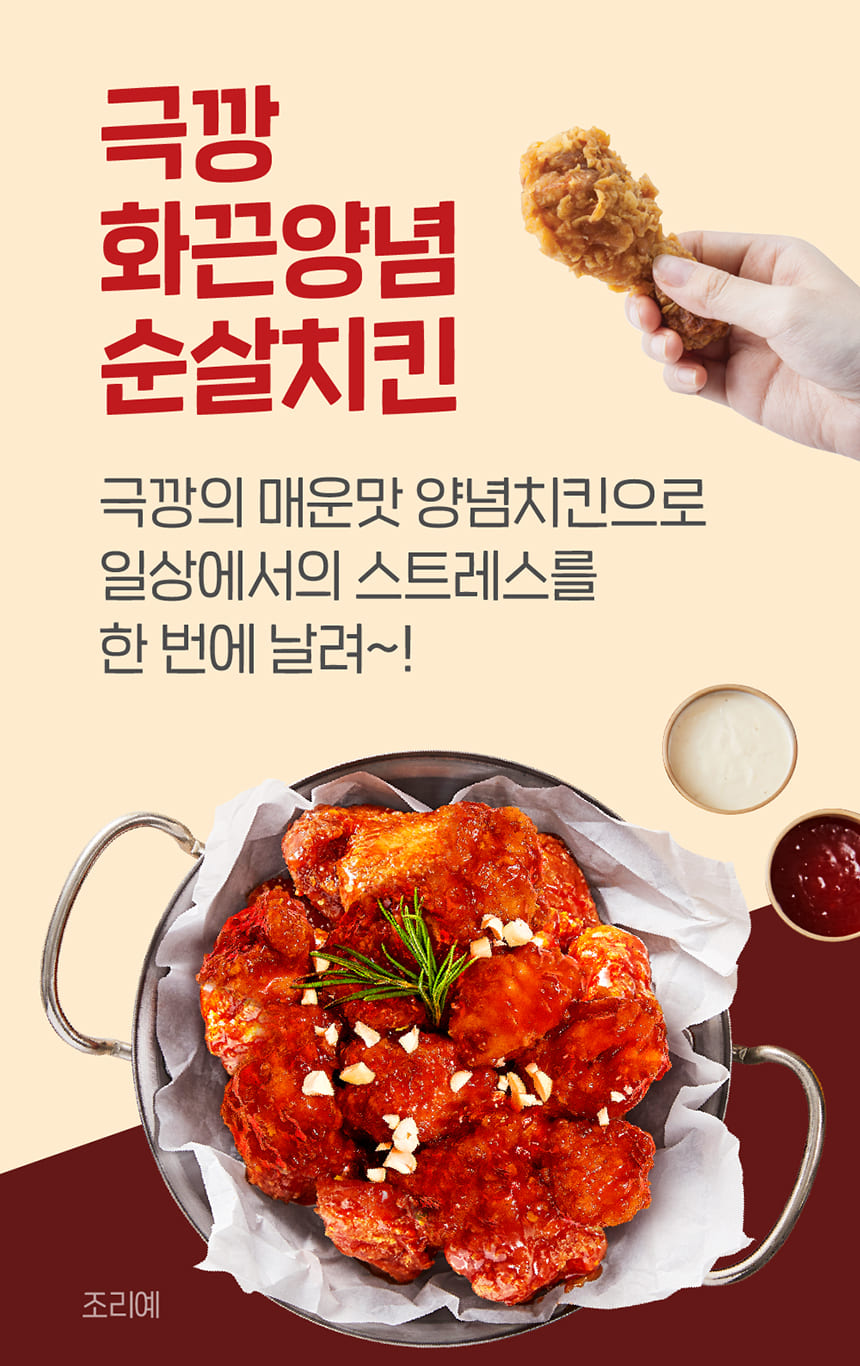 극깡
화끈양념
순살치킨
극깡의 매운맛 양념치킨으로
일상에서의 스트레스를
한 번에 날려~!
조리예